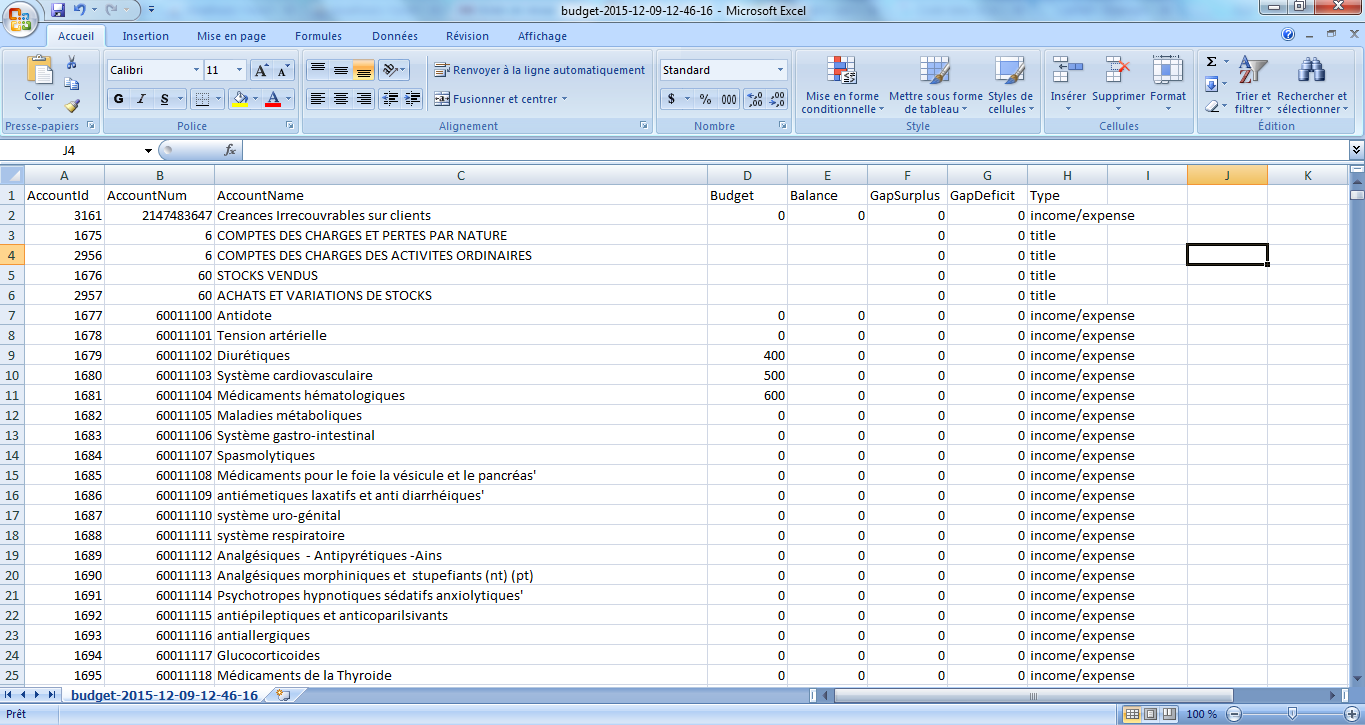 budget-2015-12-09-12-46-16 - Microsoft Excel
Accueil Insertion Mise en page Formules Données Révision Affichage
Coller
Presse-papiers
Calibri 11
G I S
Police
Renvoyer à la ligne automatiquement
Fusionner et centrer
Alignement
Standard
$ % 000
Nombre
Mise en forme conditionnelle
Mettre sous forme de tableau
Styles de cellules
Style
Insérer Supprimer Format
Cellules
Trier et filtrer
Rechercher et sélectionner
Édition
J4 fx
A B C D E F G H I J K
1 AccountId AccountNum AccountName Budget Balance GapSurplus GapDeficit Type
2 3161 2147483647 Creances Irrecouvrables sur clients 0 0 0 0 income/expense
3 1675 6 COMPTES DES CHARGES ET PERTES PAR NATURE 0 0 title
4 2956 6 COMPTES DES CHARGES DES ACTIVITES ORDINAIRES 0 0 title
5 1676 60 STOCKS VENDUS 0 0 title
6 2957 60 ACHATS ET VARIATIONS DE STOCKS 0 0 title
7 1677 60011100 Antidote 0 0 0 0 income/expense
8 1678 60011101 Tension artérielle 0 0 0 0 income/expense
9 1679 60011102 Diurétiques 400 0 0 0 income/expense
10 1680 60011103 Système cardiovasculaire 500 0 0 0 income/expense
11 1681 60011104 Médicaments hématologiques 600 0 0 0 income/expense
12 1682 60011105 Maladies métaboliques 0 0 0 0 income/expense
13 1683 60011106 Système gastro-intestinal 0 0 0 0 income/expense
14 1684 60011107 Spasmolytiques 0 0 0 0 income/expense
15 1685 60011108 Médicaments pour le foie la vésicule et le pancréas' 0 0 0 0 income/expense
16 1686 60011109 antiémetiques laxatifs et anti diarrhéiques' 0 0 0 0 income/expense
17 1687 60011110 système uro-génital 0 0 0 0 income/expense
18 1688 60011111 système respiratoire 0 0 0 0 income/expense
19 1689 60011112 Analgésiques - Antipyrétiques -Ains 0 0 0 0 income/expense
20 1690 60011113 Analgésiques morphiniques et stupefiants (nt) (pt) 0 0 0 0 income/expense
21 1691 60011114 Psychotropes hypnotiques sédatifs anxiolytiques' 0 0 0 0 income/expense
22 1692 60011115 antiépileptiques et anticoparilsivants 0 0 0 0 income/expense
23 1693 60011116 antiallergiques 0 0 0 0 income/expense
24 1694 60011117 Glucocorticoides 0 0 0 0 income/expense
25 1695 60011118 Médicaments de la Thyroide 0 0 0 0 income/expense
budget-2015-12-09-12-46-16
Prêt 100 %